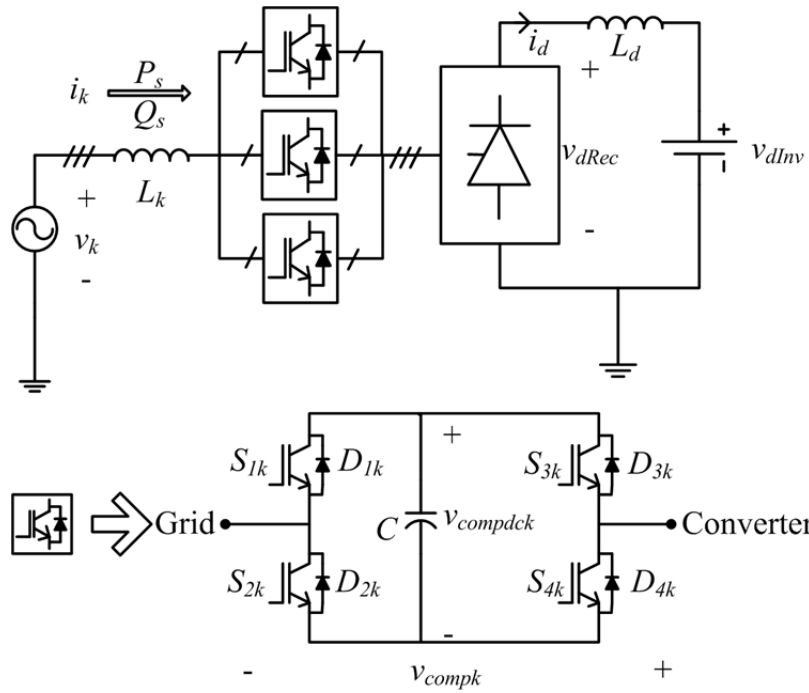 i_d
L_d
i_k
P_s
Q_s
+
v_dRec
+
v_dInv
-
+
L_k
v_k
-
-
S_1k
D_1k
+
S_3k
D_3k
Grid
C
v_compdck
Converter
S_2k
D_2k
S_4k
D_4k
-
-
v_compk
+